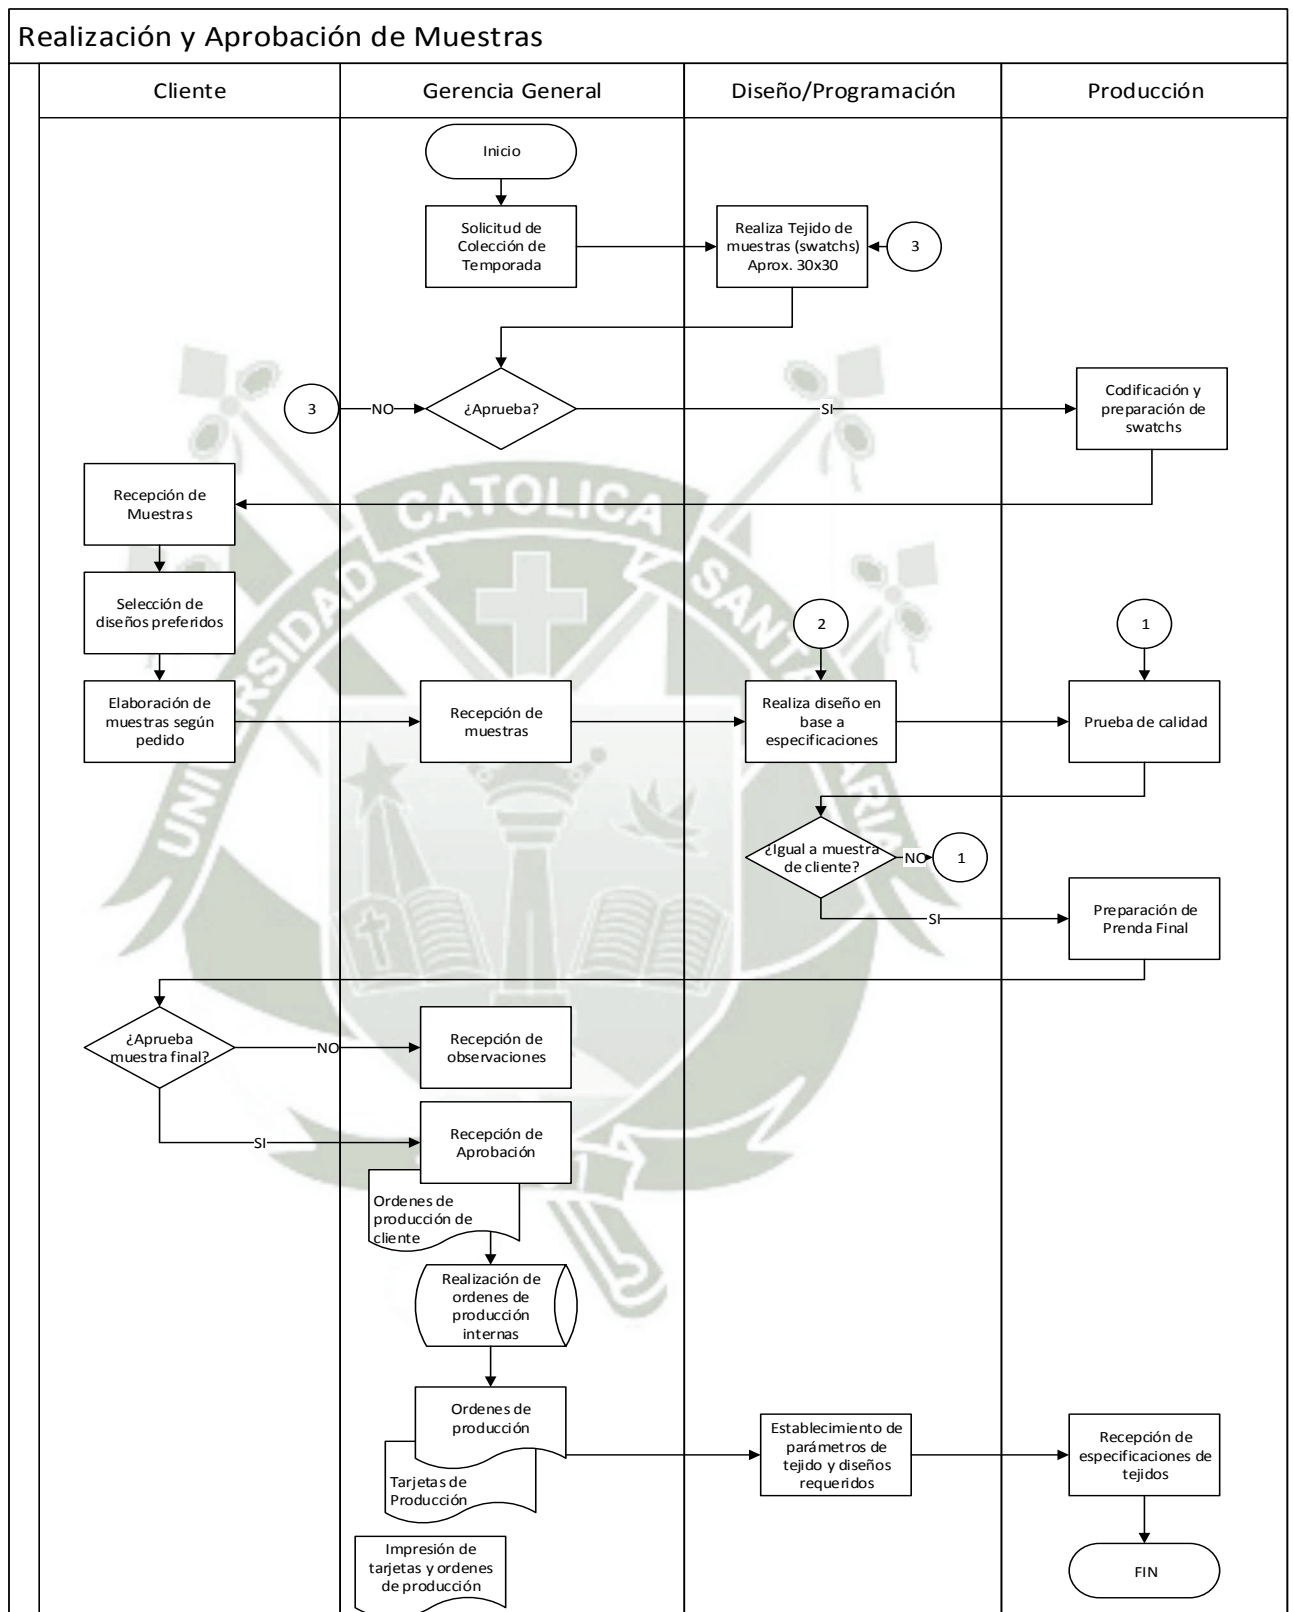 Realización y Aprobación de Muestras
Cliente
Gerencia General
Diseño/Programación
Producción
Inicio
Solicitud de
Colección de
Temporada
Realiza Tejido de
muestras (swatchs)
Aprox. 30x30
3
3
NO
¿Aprueba?
SI
Codificación y
preparación de
swatchs
Recepción de
Muestras
UNIVERSIDAD
CATOLICA
SANTA
Selección de
diseños preferidos
2
1
Elaboración de
muestras según
pedido
Recepción de
muestras
Realiza diseño en
base a
especificaciones
Prueba de calidad
¿Igual a muestra
de cliente?
NO
1
SI
Preparación de
Prenda Final
¿Aprueba
muestra final?
NO
Recepción de
observaciones
SI
Recepción de
Aprobación
Ordenes de
producción de
cliente
Realización de
ordenes de
producción
internas
Ordenes de
producción
Tarjetas de
Producción
Establecimiento de
parámetros de
tejido y diseños
requeridos
Recepción de
especificaciones de
tejidos
Impresión de
tarjetas y ordenes
de producción
FIN